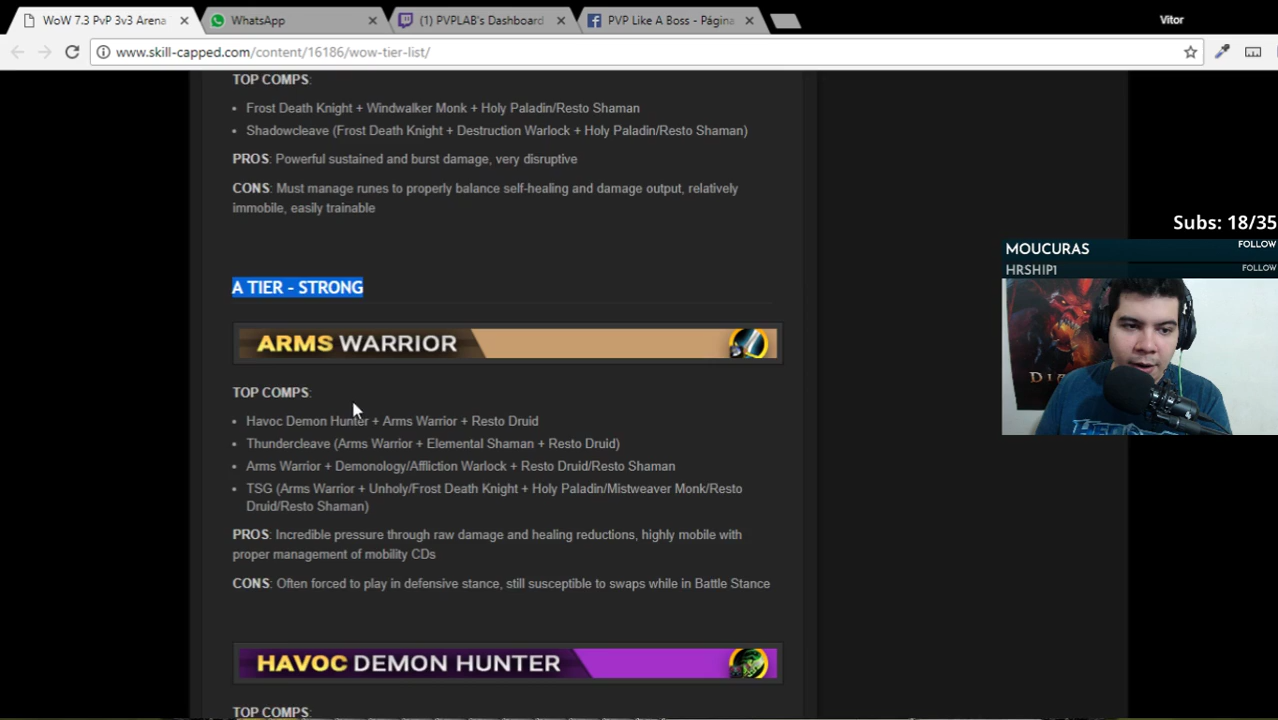 WoW 7.3 PvP 3v3 Arena
WhatsApp
(1) PVPLAB's Dashboard
PVP Like A Boss - Página
Vitor
www.skill-capped.com/content/16186/wow-tier-list/
TOP COMPS:
• Frost Death Knight + Windwalker Monk + Holy Paladin/Resto Shaman
• Shadowcleave (Frost Death Knight + Destruction Warlock + Holy Paladin/Resto Shaman)
PROS: Powerful sustained and burst damage, very disruptive
CONS: Must manage runes to properly balance self-healing and damage output, relatively
immobile, easily trainable
Subs: 18/35
MOUCURAS FOLLOW
HRSHIP1 FOLLOW
A TIER - STRONG
ARMS WARRIOR
TOP COMPS:
• Havoc Demon Hunter + Arms Warrior + Resto Druid
• Thundercleave (Arms Warrior + Elemental Shaman + Resto Druid)
• Arms Warrior + Demonology/Affliction Warlock + Resto Druid/Resto Shaman
• TSG (Arms Warrior + Unholy/Frost Death Knight + Holy Paladin/Mistweaver Monk/Resto
Druid/Resto Shaman)
PROS: Incredible pressure through raw damage and healing reductions, highly mobile with
proper management of mobility CDs
CONS: Often forced to play in defensive stance, still susceptible to swaps while in Battle Stance
HAVOC DEMON HUNTER
TOP COMPS: